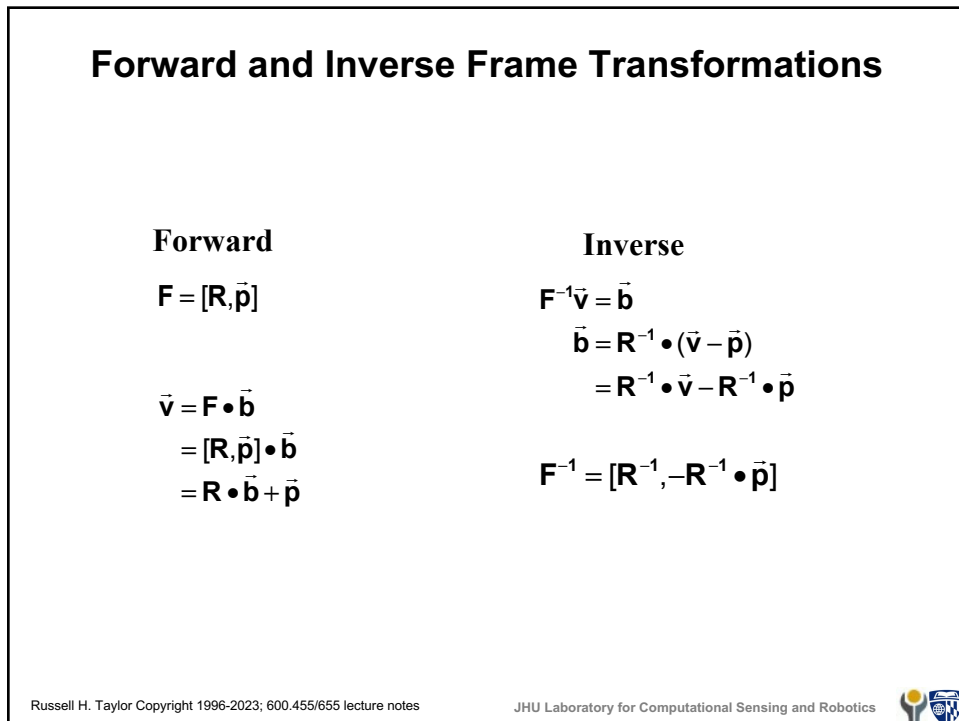 Forward and Inverse Frame Transformations
Forward
F = [R,p⃗]
v⃗ = F • b⃗
= [R,p⃗] • b⃗
= R • b⃗ + p⃗
Inverse
F⁻¹v⃗ = b⃗
b⃗ = R⁻¹ • (v⃗ − p⃗)
= R⁻¹ • v⃗ − R⁻¹ • p⃗
F⁻¹ = [R⁻¹,−R⁻¹ • p⃗]
Russell H. Taylor Copyright 1996-2023; 600.455/655 lecture notes
JHU Laboratory for Computational Sensing and Robotics